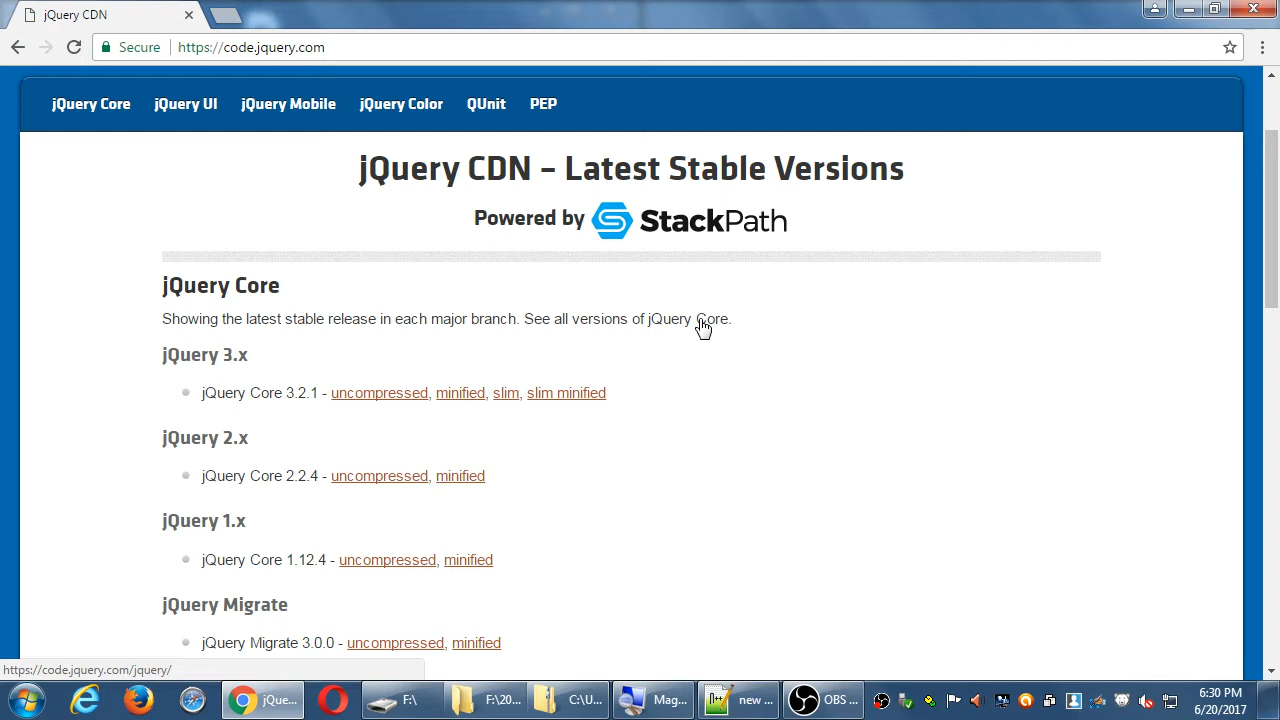 jQuery CDN
Secure https://code.jquery.com
jQuery Core jQuery UI jQuery Mobile jQuery Color QUnit PEP
jQuery CDN – Latest Stable Versions
Powered by StackPath
jQuery Core
Showing the latest stable release in each major branch. See all versions of jQuery Core.
jQuery 3.x
jQuery Core 3.2.1 - uncompressed, minified, slim, slim minified
jQuery 2.x
jQuery Core 2.2.4 - uncompressed, minified
jQuery 1.x
jQuery Core 1.12.4 - uncompressed, minified
jQuery Migrate
jQuery Migrate 3.0.0 - uncompressed, minified
https://code.jquery.com/jquery/
jQue... F:\ F:\20... C:\U... Mag... new ... OBS ... 6:30 PM
6/20/2017